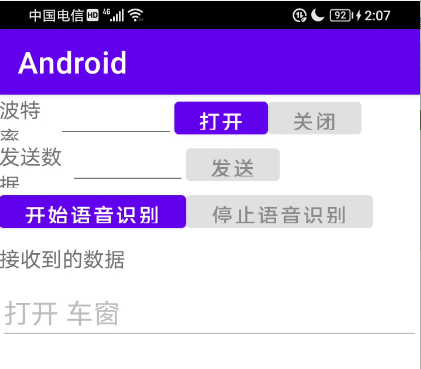 中国电信 HD 4G 92 2:07
Android
波特率 打开 关闭
发送数据 发送
开始语音识别 停止语音识别
接收到的数据
打开 车窗